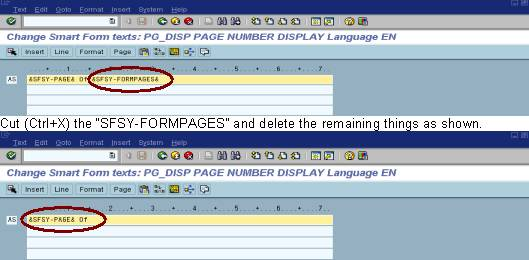 Text Edit Goto Format Insert System Help
Change Smart Form texts: PG_DISP PAGE NUMBER DISPLAY Language EN
Insert Line Format Page
....+....1....+....2....+....3....+....4....+....5....+....6....+....7..
AS &SFSY-PAGE& Of &SFSY-FORMPAGES&
Cut (Ctrl+X) the "SFSY-FORMPAGES" and delete the remaining things as shown.
Text Edit Goto Format Insert System Help
Change Smart Form texts: PG_DISP PAGE NUMBER DISPLAY Language EN
Insert Line Format Page
....+....1....+....2....+....3....+....4....+....5....+....6....+....7..
AS &SFSY-PAGE& Of